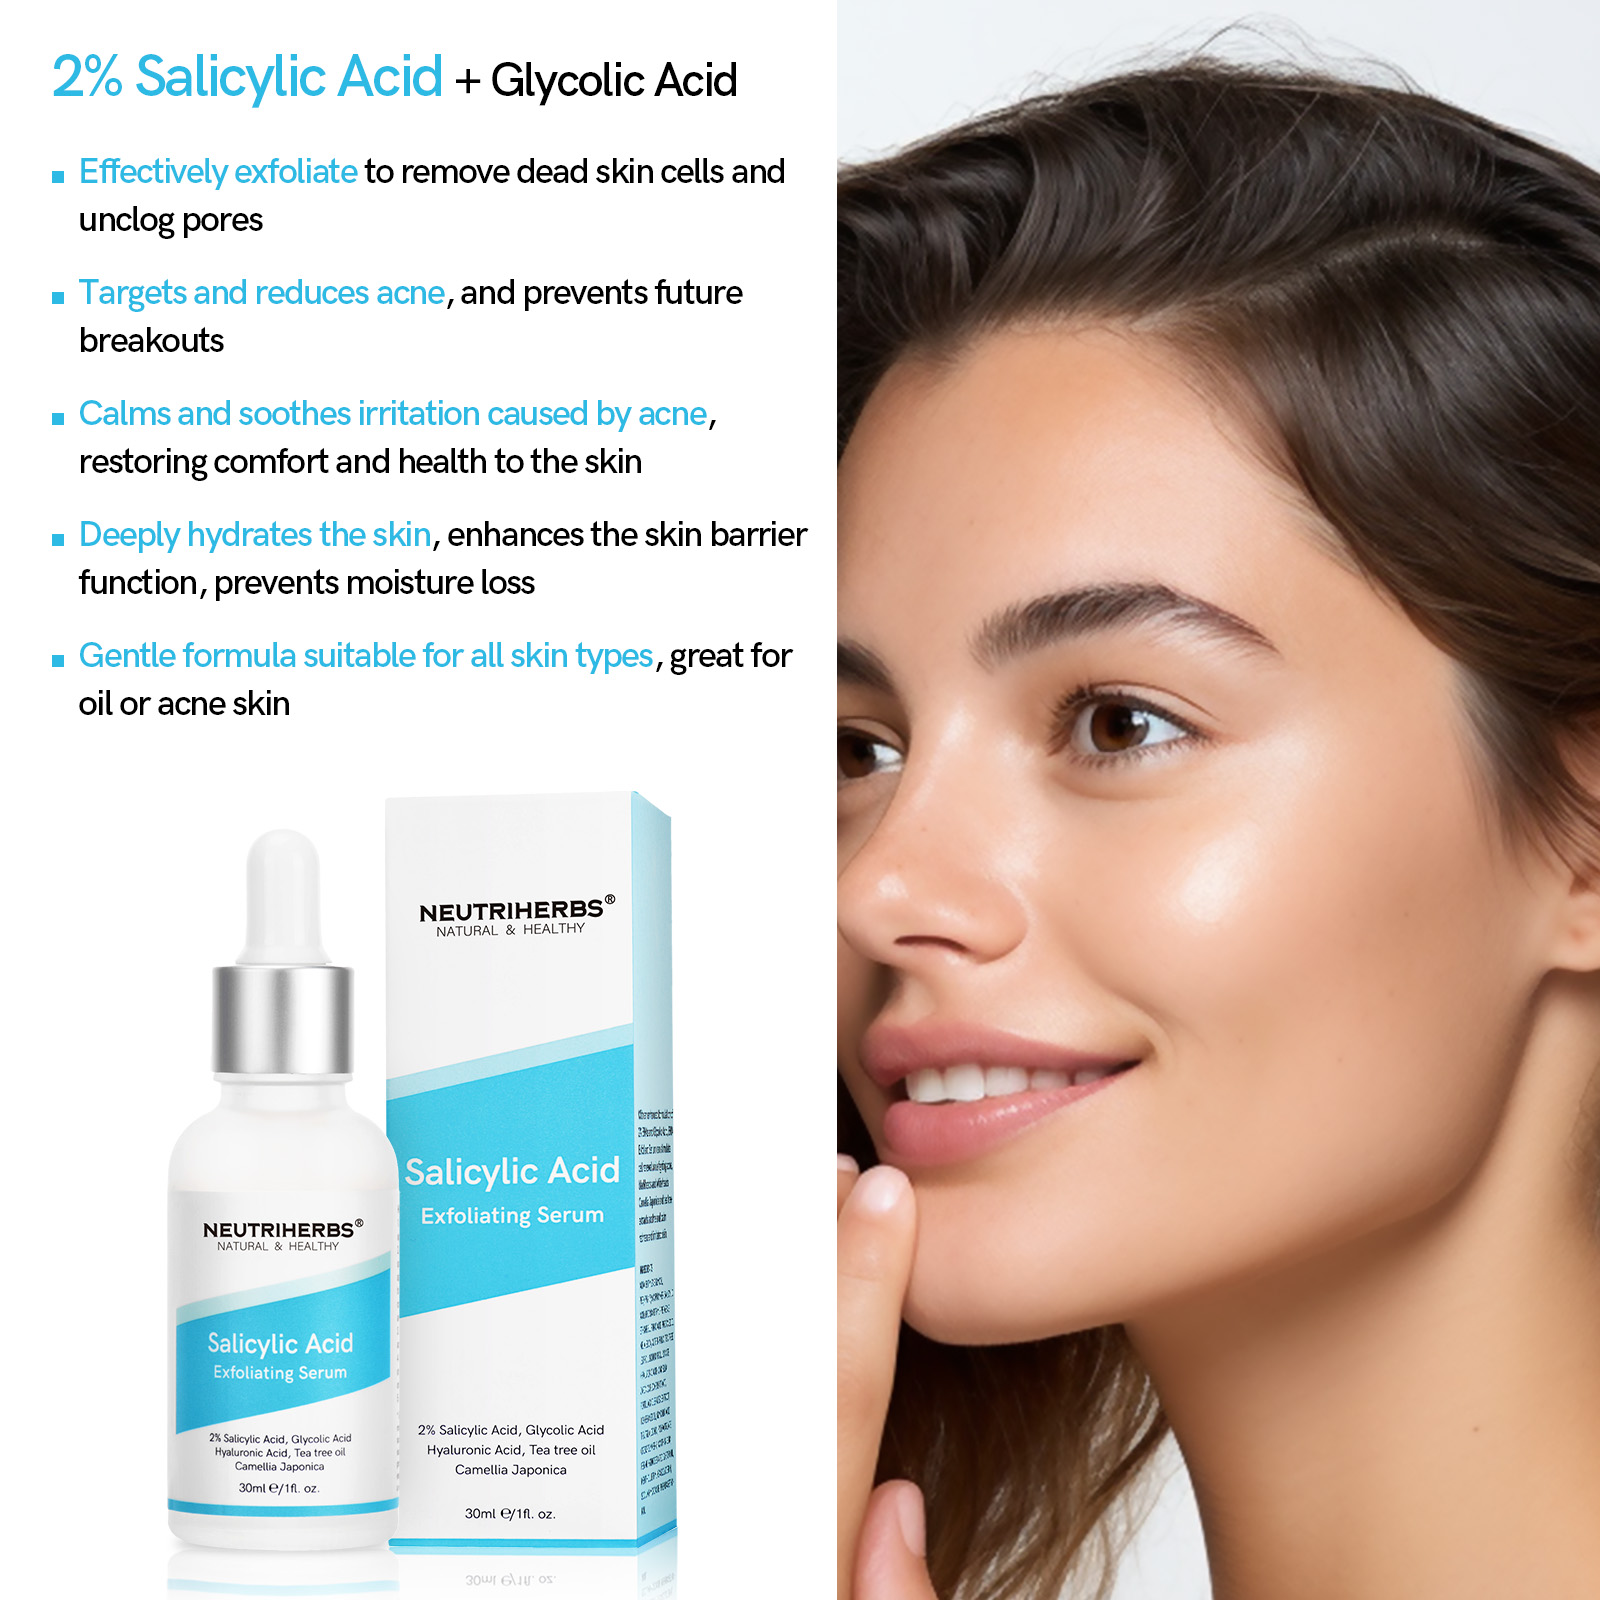 2% Salicylic Acid + Glycolic Acid
Effectively exfoliate to remove dead skin cells and
unclog pores
Targets and reduces acne, and prevents future
breakouts
Calms and soothes irritation caused by acne,
restoring comfort and health to the skin
Deeply hydrates the skin, enhances the skin barrier
function, prevents moisture loss
Gentle formula suitable for all skin types, great for
oil or acne skin
NEUTRIHERBS®
NATURAL & HEALTHY
Salicylic Acid
Exfoliating Serum
2% Salicylic Acid, Glycolic Acid
Hyaluronic Acid, Tea tree oil
Camellia Japonica
30ml ℮/1fl. oz.
NEUTRIHERBS®
NATURAL & HEALTHY
Salicylic Acid
Exfoliating Serum
2% Salicylic Acid, Glycolic Acid
Hyaluronic Acid, Tea tree oil
Camellia Japonica
30ml ℮/1fl. oz.